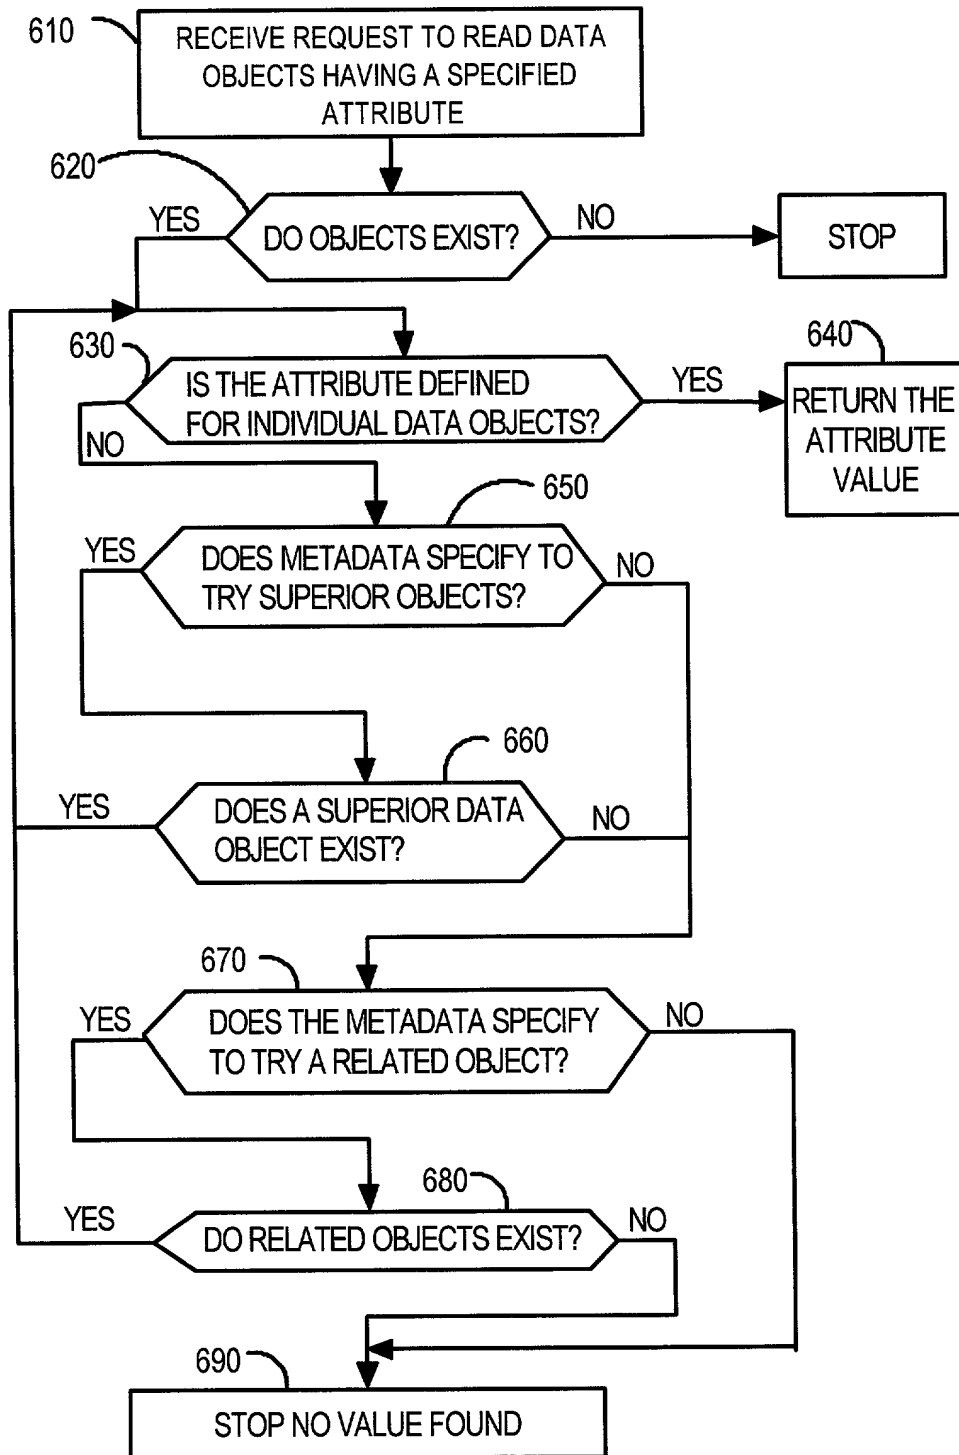 610
RECEIVE REQUEST TO READ DATA
OBJECTS HAVING A SPECIFIED
ATTRIBUTE
620
YES
DO OBJECTS EXIST?
NO
STOP
630
IS THE ATTRIBUTE DEFINED
FOR INDIVIDUAL DATA OBJECTS?
YES
NO
640
RETURN THE
ATTRIBUTE
VALUE
650
YES
DOES METADATA SPECIFY TO
TRY SUPERIOR OBJECTS?
NO
660
YES
DOES A SUPERIOR DATA
OBJECT EXIST?
NO
670
YES
DOES THE METADATA SPECIFY
TO TRY A RELATED OBJECT?
NO
680
YES
DO RELATED OBJECTS EXIST?
NO
690
STOP NO VALUE FOUND